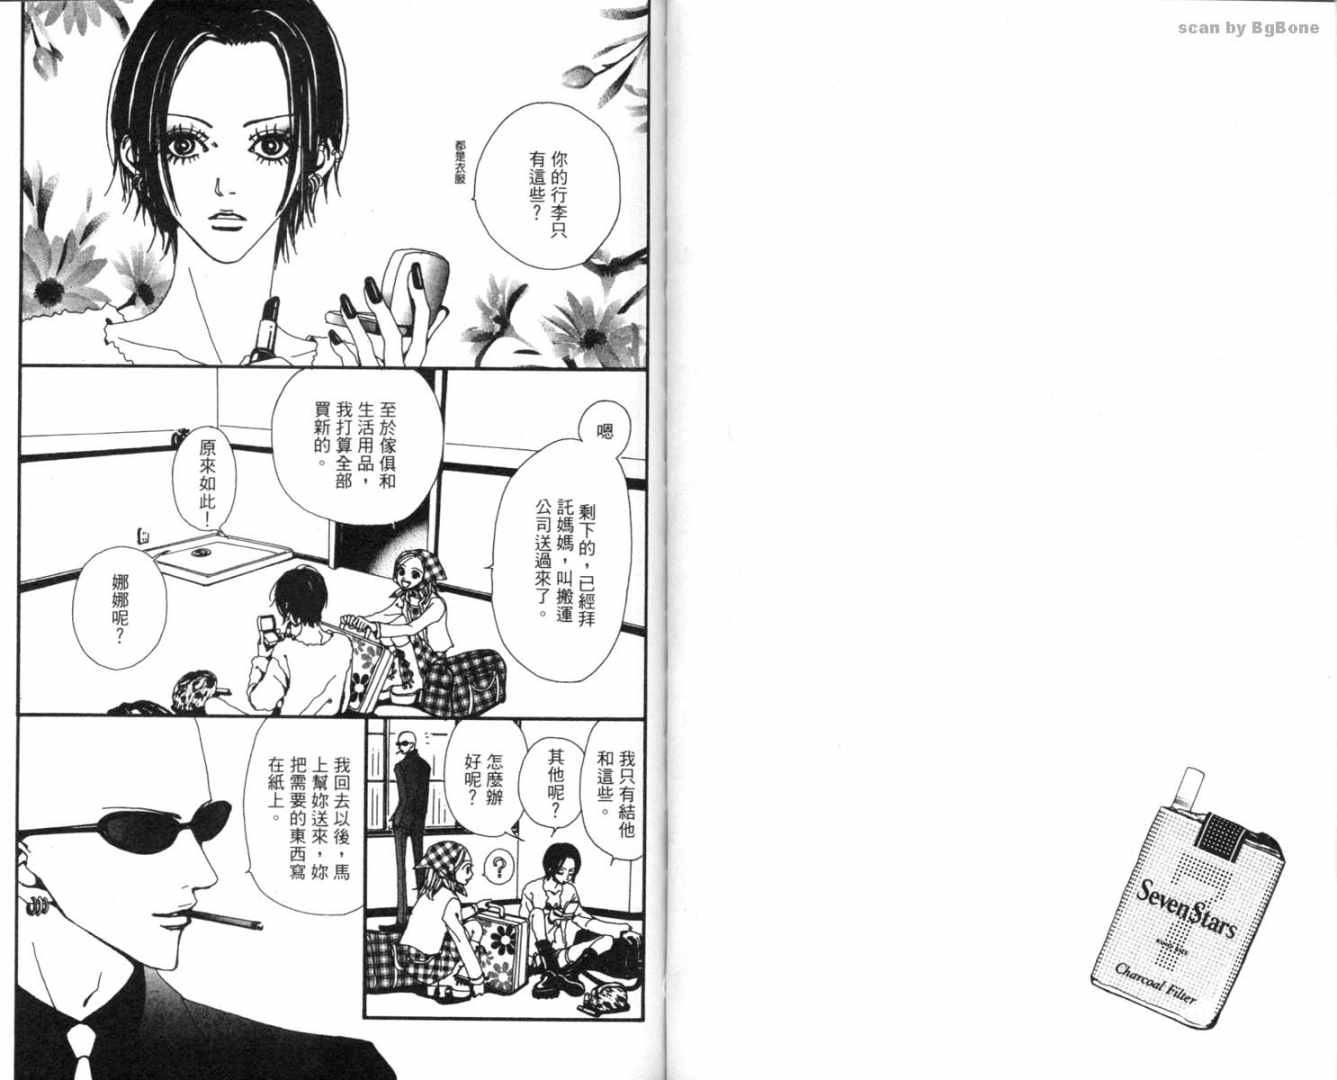 scan by BgBone
你的行李只
有這些？
都是衣服
嗯
剩下的，已經拜
託媽媽，叫搬運
公司送過來了。
至於傢俱和
生活用品，
我打算全部
買新的。
原來如此！
娜娜呢？
我只有結他
和這些。
其他呢？
怎麼辦
好呢？
?
我回去以後，馬
上幫妳送來，妳
把需要的東西寫
在紙上。
7
SevenStars
Charcoal Filter